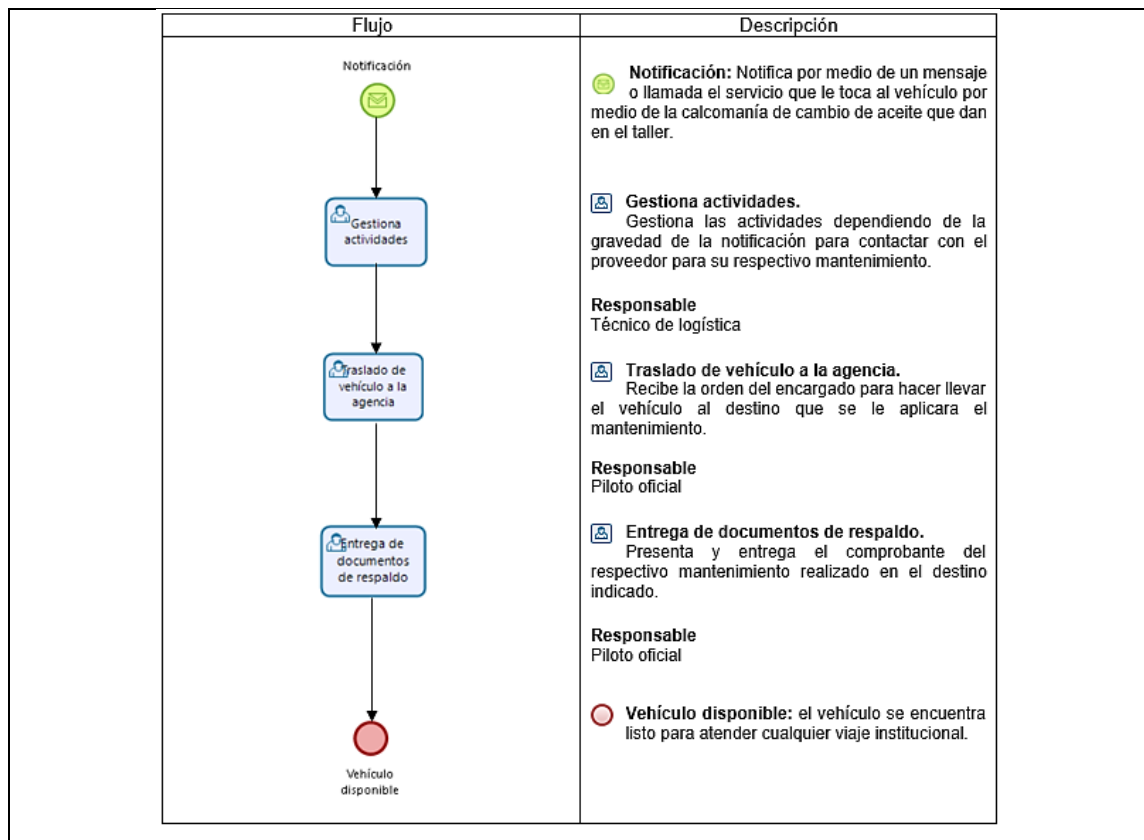 Flujo
Descripción
Notificación
Notificación: Notifica por medio de un mensaje
o llamada el servicio que le toca al vehículo por
medio de la calcomanía de cambio de aceite que dan
en el taller.
Gestiona
actividades
Gestiona actividades.
Gestiona las actividades dependiendo de la
gravedad de la notificación para contactar con el
proveedor para su respectivo mantenimiento.
Responsable
Técnico de logística
Traslado de
vehículo a la
agencia
Traslado de vehículo a la agencia.
Recibe la orden del encargado para hacer llevar
el vehículo al destino que se le aplicara el
mantenimiento.
Responsable
Piloto oficial
Entrega de
documentos
de respaldo
Entrega de documentos de respaldo.
Presenta y entrega el comprobante del
respectivo mantenimiento realizado en el destino
indicado.
Responsable
Piloto oficial
Vehículo
disponible
Vehículo disponible: el vehículo se encuentra
listo para atender cualquier viaje institucional.